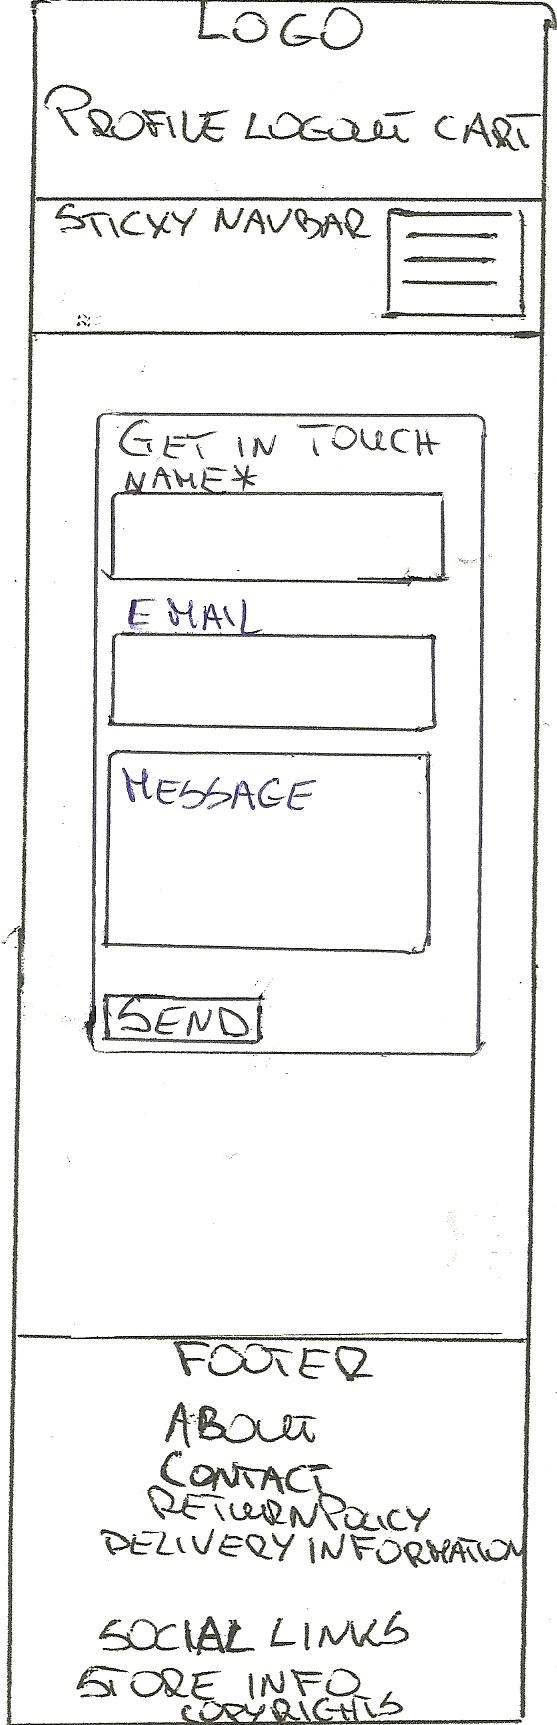 LOGO
PROFILE LOGOUT CART
STICKY NAVBAR
GET IN TOUCH
NAME*
EMAIL
MESSAGE
SEND
FOOTER
ABOUT
CONTACT
RETURN POLICY
DELIVERY INFORMATION
SOCIAL LINKS
STORE INFO
COPYRIGHTS